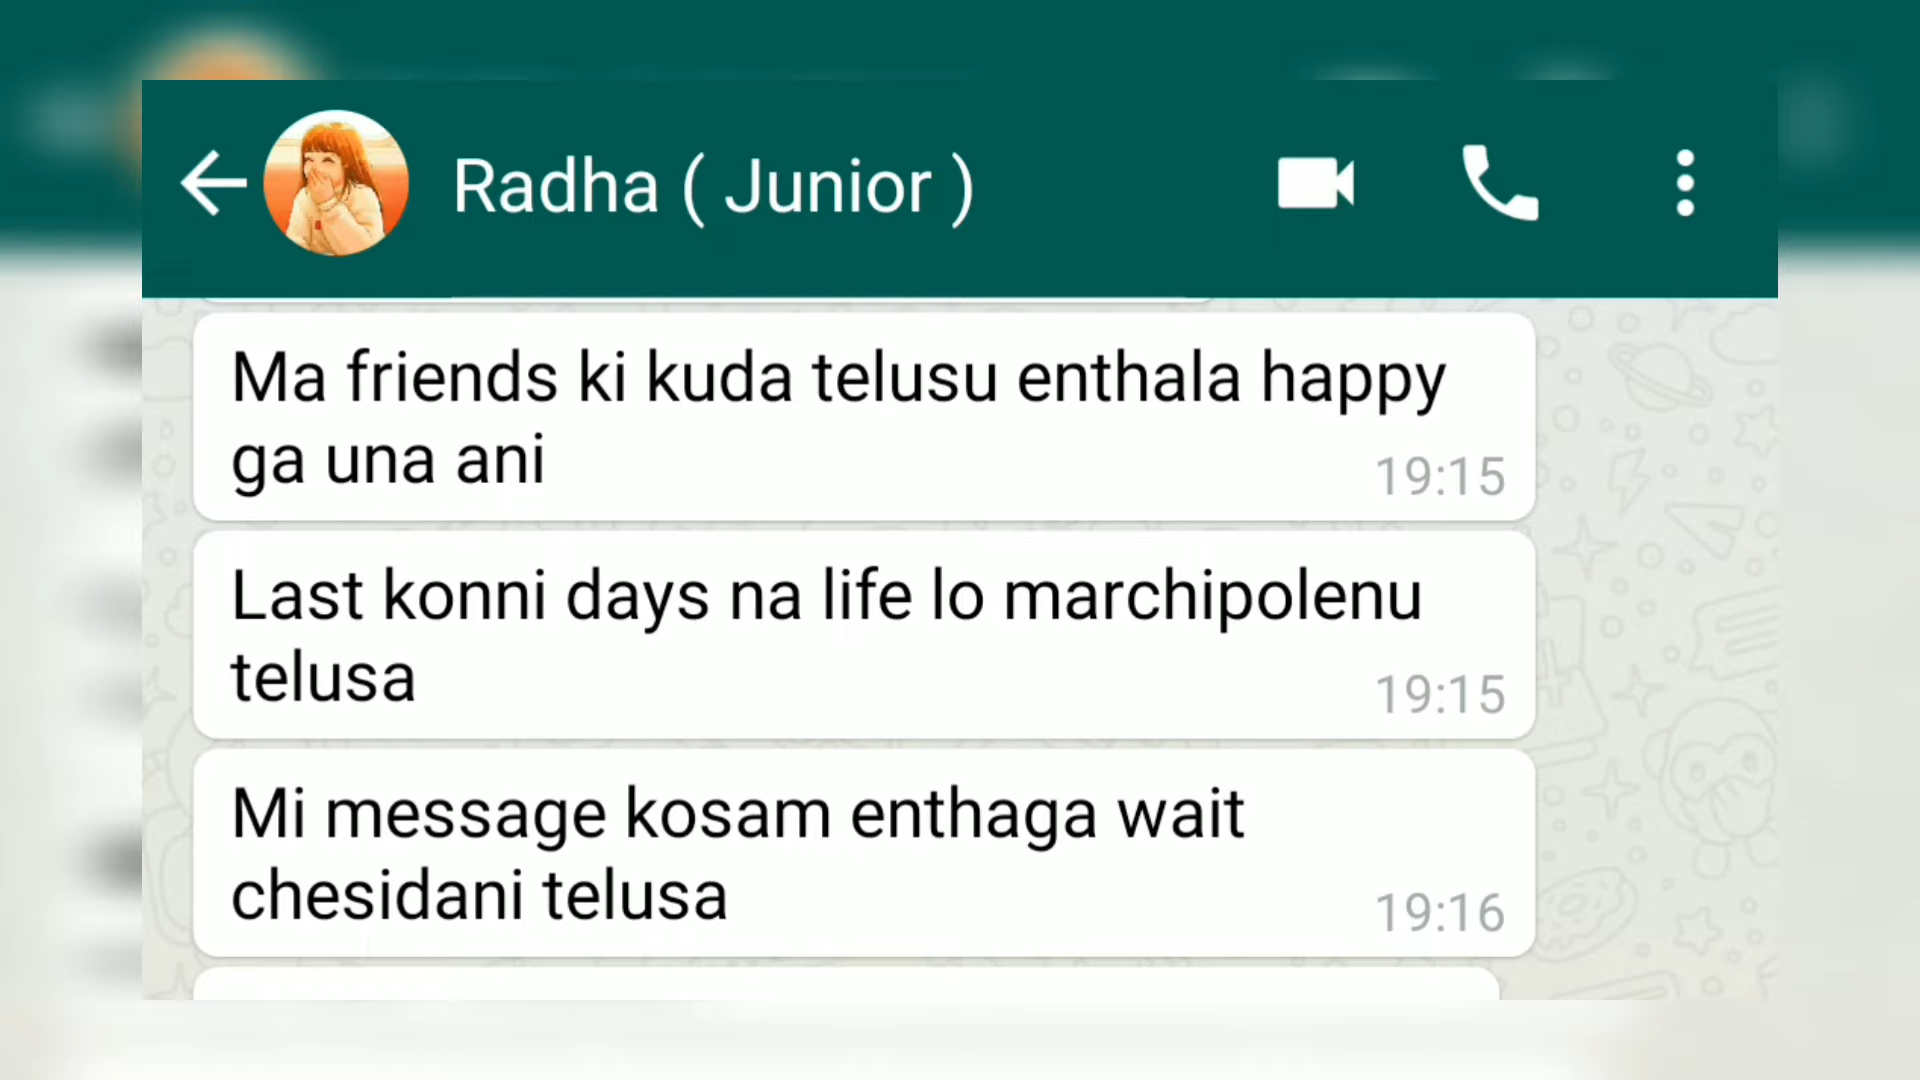 Radha ( Junior )
Ma friends ki kuda telusu enthala happy
ga una ani
19:15
Last konni days na life lo marchipolenu
telusa
19:15
Mi message kosam enthaga wait
chesidani telusa
19:16